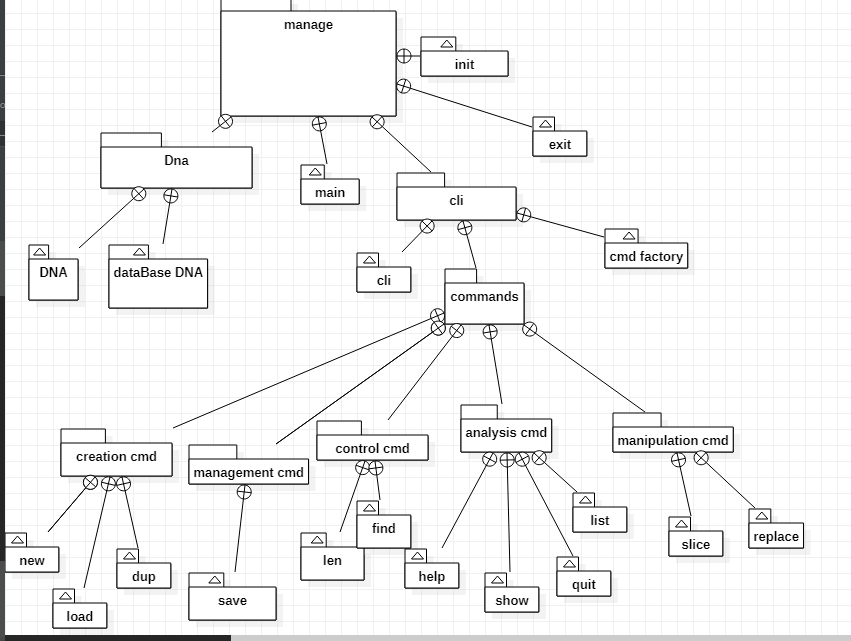 manage
init
exit
Dna
main
cli
DNA
dataBase DNA
cli
cmd factory
commands
creation cmd
management cmd
control cmd
analysis cmd
manipulation cmd
new
load
dup
save
len
find
help
show
quit
list
slice
replace